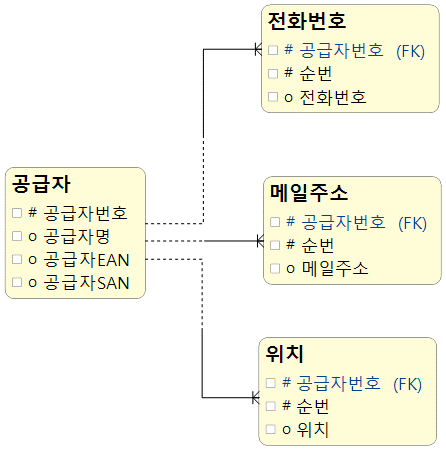 전화번호
# 공급자번호 (FK)
# 순번
o 전화번호
공급자
# 공급자번호
o 공급자명
o 공급자EAN
o 공급자SAN
메일주소
# 공급자번호 (FK)
# 순번
o 메일주소
위치
# 공급자번호 (FK)
# 순번
o 위치